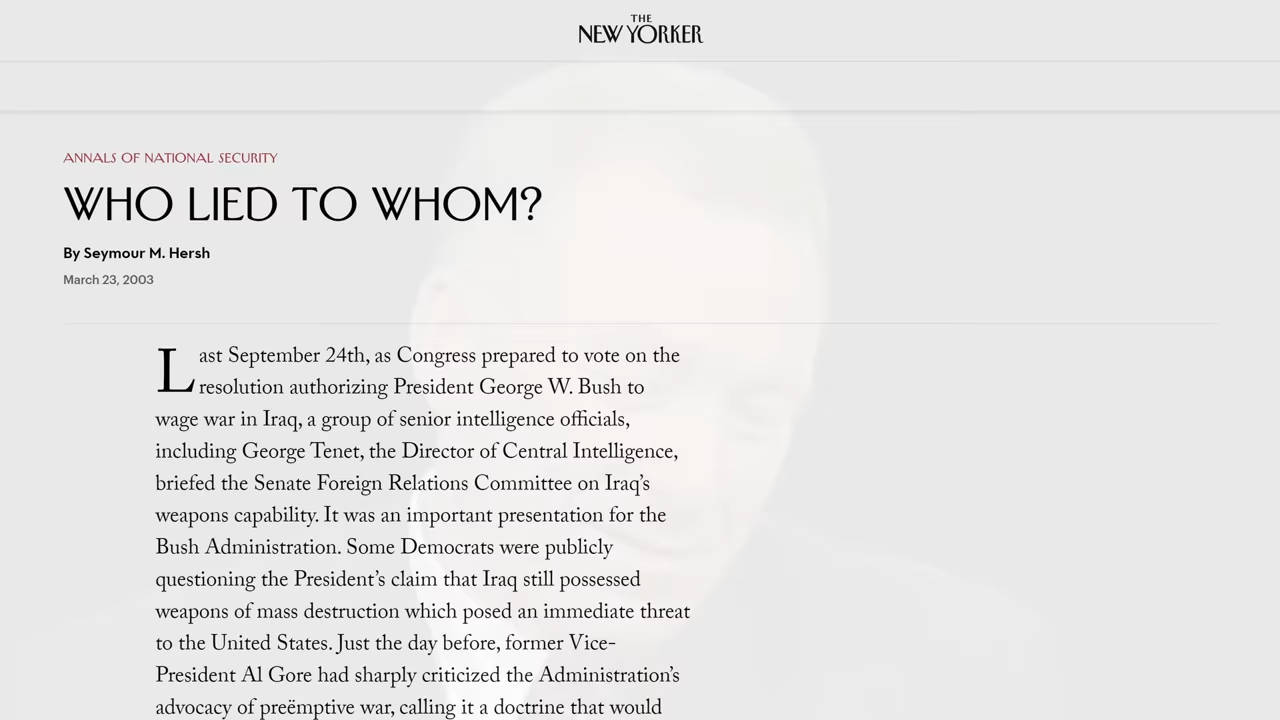 THE
NEW YORKER
ANNALS OF NATIONAL SECURITY
WHO LIED TO WHOM?
By Seymour M. Hersh
March 23, 2003
Last September 24th, as Congress prepared to vote on the
resolution authorizing President George W. Bush to
wage war in Iraq, a group of senior intelligence officials,
including George Tenet, the Director of Central Intelligence,
briefed the Senate Foreign Relations Committee on Iraq’s
weapons capability. It was an important presentation for the
Bush Administration. Some Democrats were publicly
questioning the President’s claim that Iraq still possessed
weapons of mass destruction which posed an immediate threat
to the United States. Just the day before, former Vice-
President Al Gore had sharply criticized the Administration’s
advocacy of preëmptive war, calling it a doctrine that would